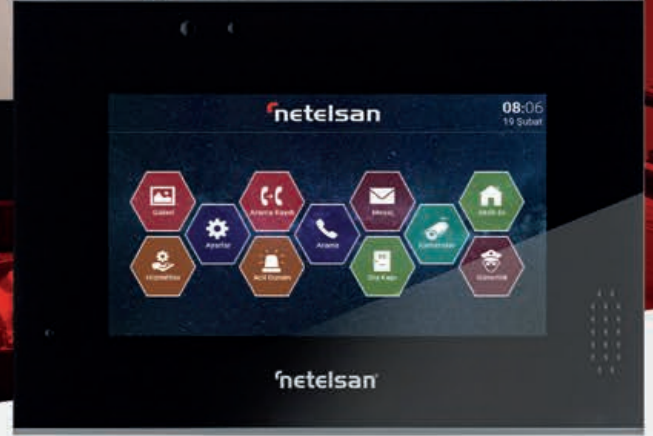 netelsan
08:06
19 Şubat
Galeri
Arama Kaydı
Mesaj
Akıllı Ev
Ayarlar
Arama
Kameralar
Hizmetler
Acil Durum
Dış Kapı
Güvenlik
netelsan